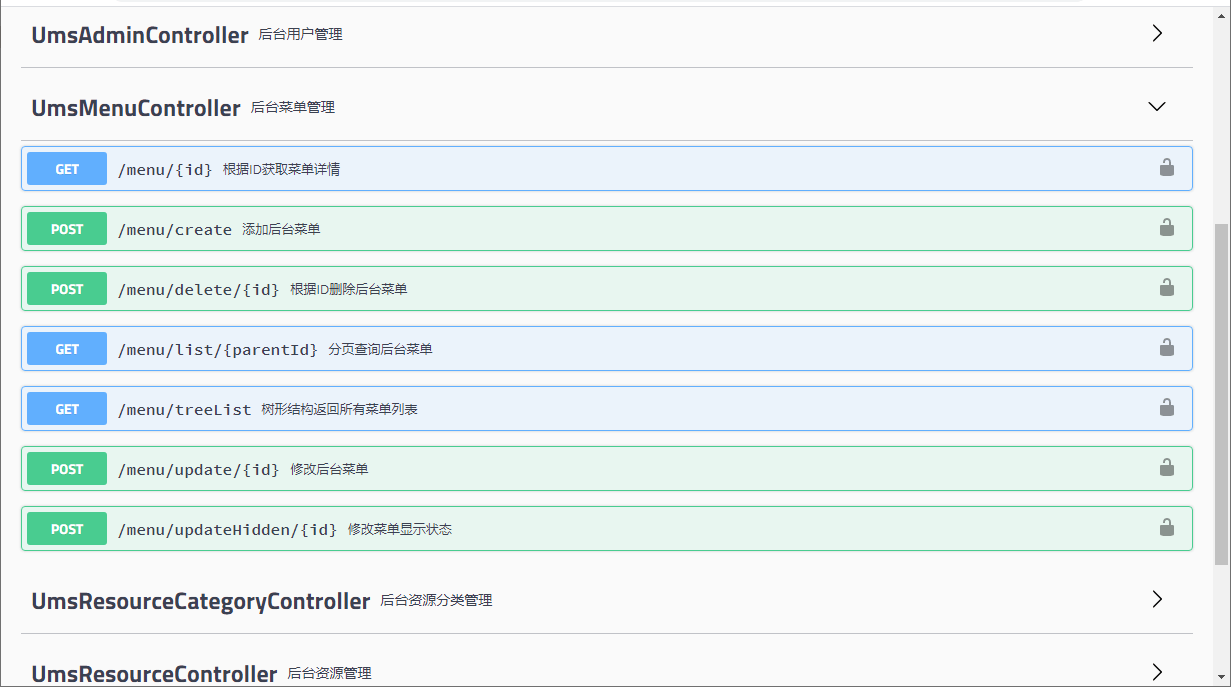 UmsAdminController 后台用户管理
UmsMenuController 后台菜单管理
GET /menu/{id} 根据ID获取菜单详情
POST /menu/create 添加后台菜单
POST /menu/delete/{id} 根据ID删除后台菜单
GET /menu/list/{parentId} 分页查询后台菜单
GET /menu/treeList 树形结构返回所有菜单列表
POST /menu/update/{id} 修改后台菜单
POST /menu/updateHidden/{id} 修改菜单显示状态
UmsResourceCategoryController 后台资源分类管理
UmsResourceController 后台资源管理